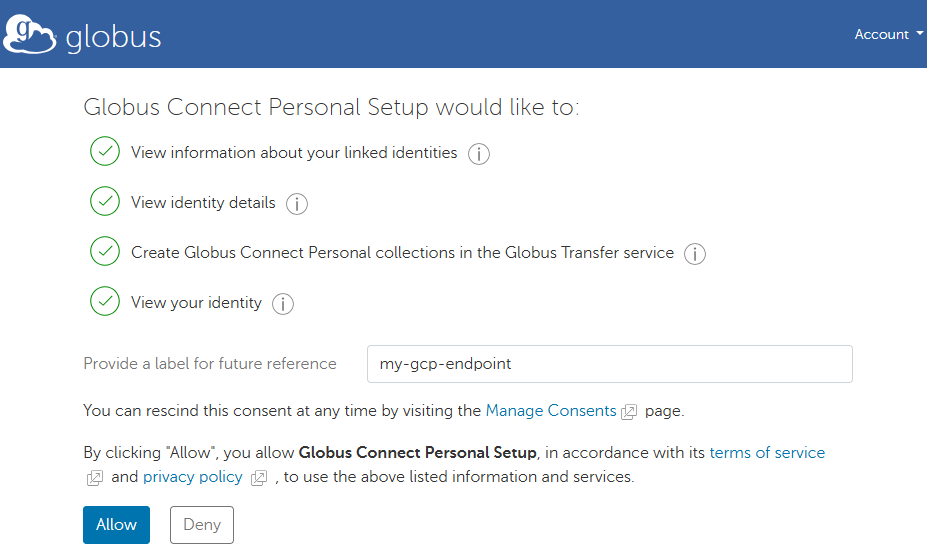 globus
Account
Globus Connect Personal Setup would like to:
View information about your linked identities
View identity details
Create Globus Connect Personal collections in the Globus Transfer service
View your identity
Provide a label for future reference
my-gcp-endpoint
You can rescind this consent at any time by visiting the Manage Consents page.
By clicking "Allow", you allow Globus Connect Personal Setup, in accordance with its terms of service
and privacy policy , to use the above listed information and services.
Allow
Deny